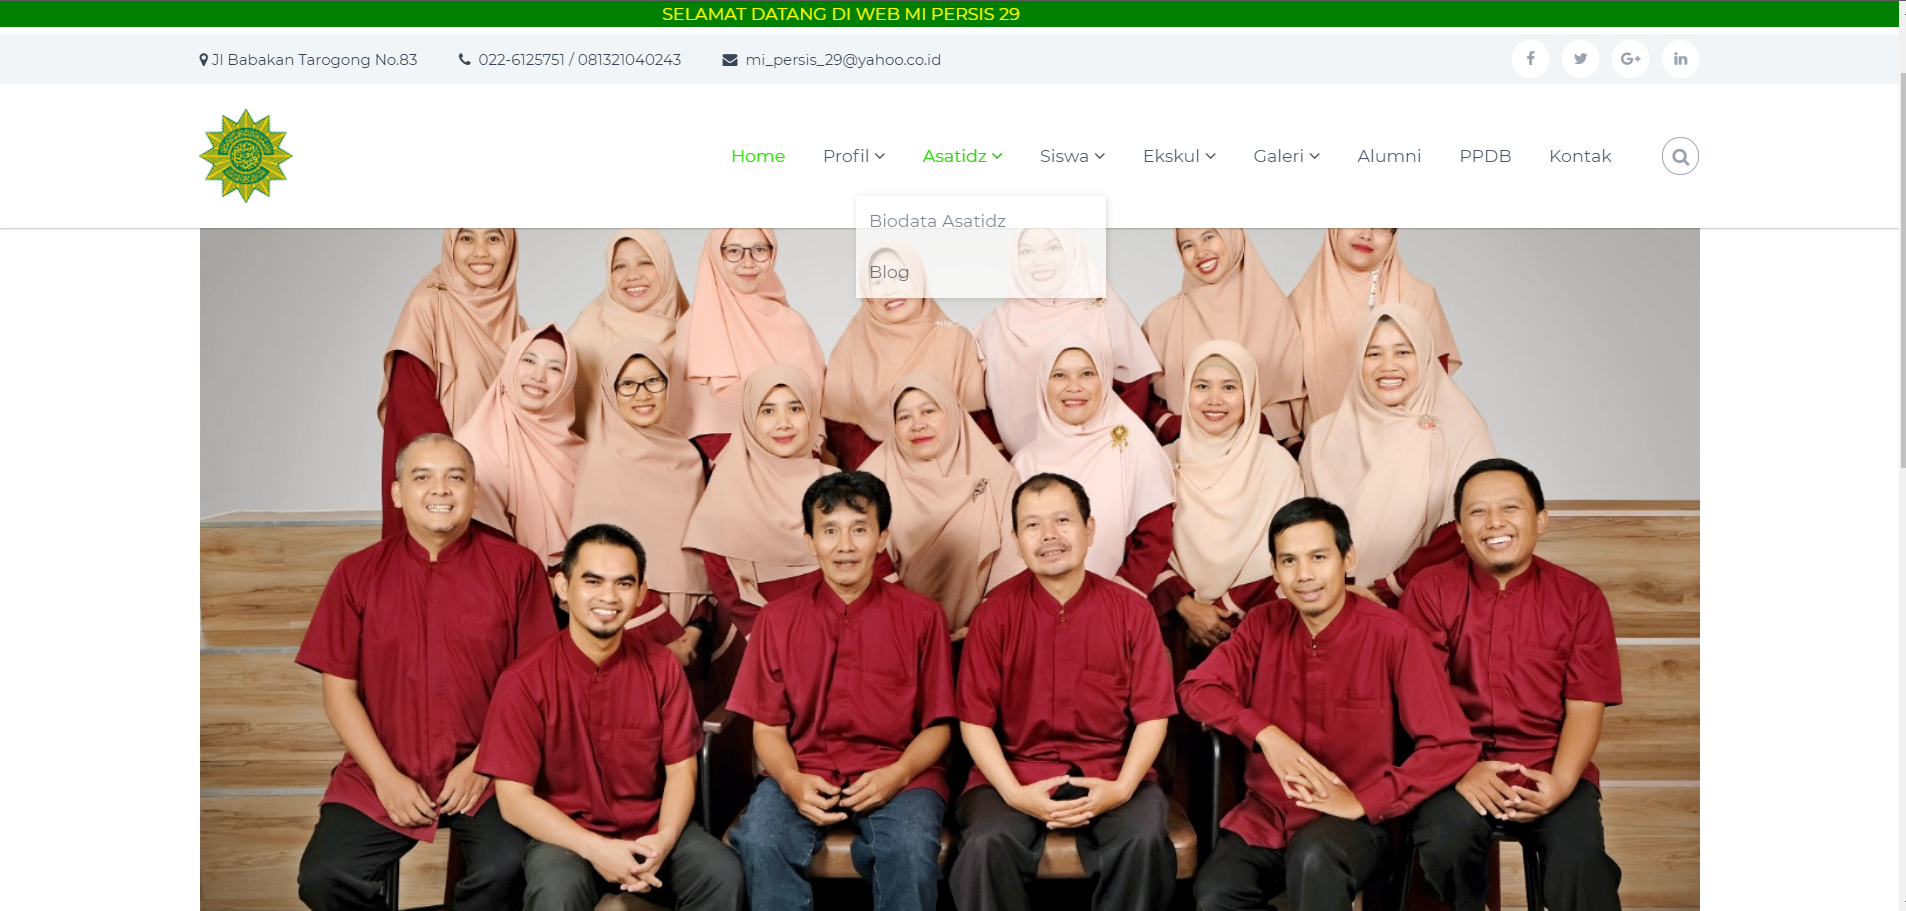 SELAMAT DATANG DI WEB MI PERSIS 29
Jl Babakan Tarogong No.83 022-6125751 / 081321040243 mi_persis_29@yahoo.co.id
Home Profil Asatidz Siswa Ekskul Galeri Alumni PPDB Kontak
Biodata Asatidz
Blog